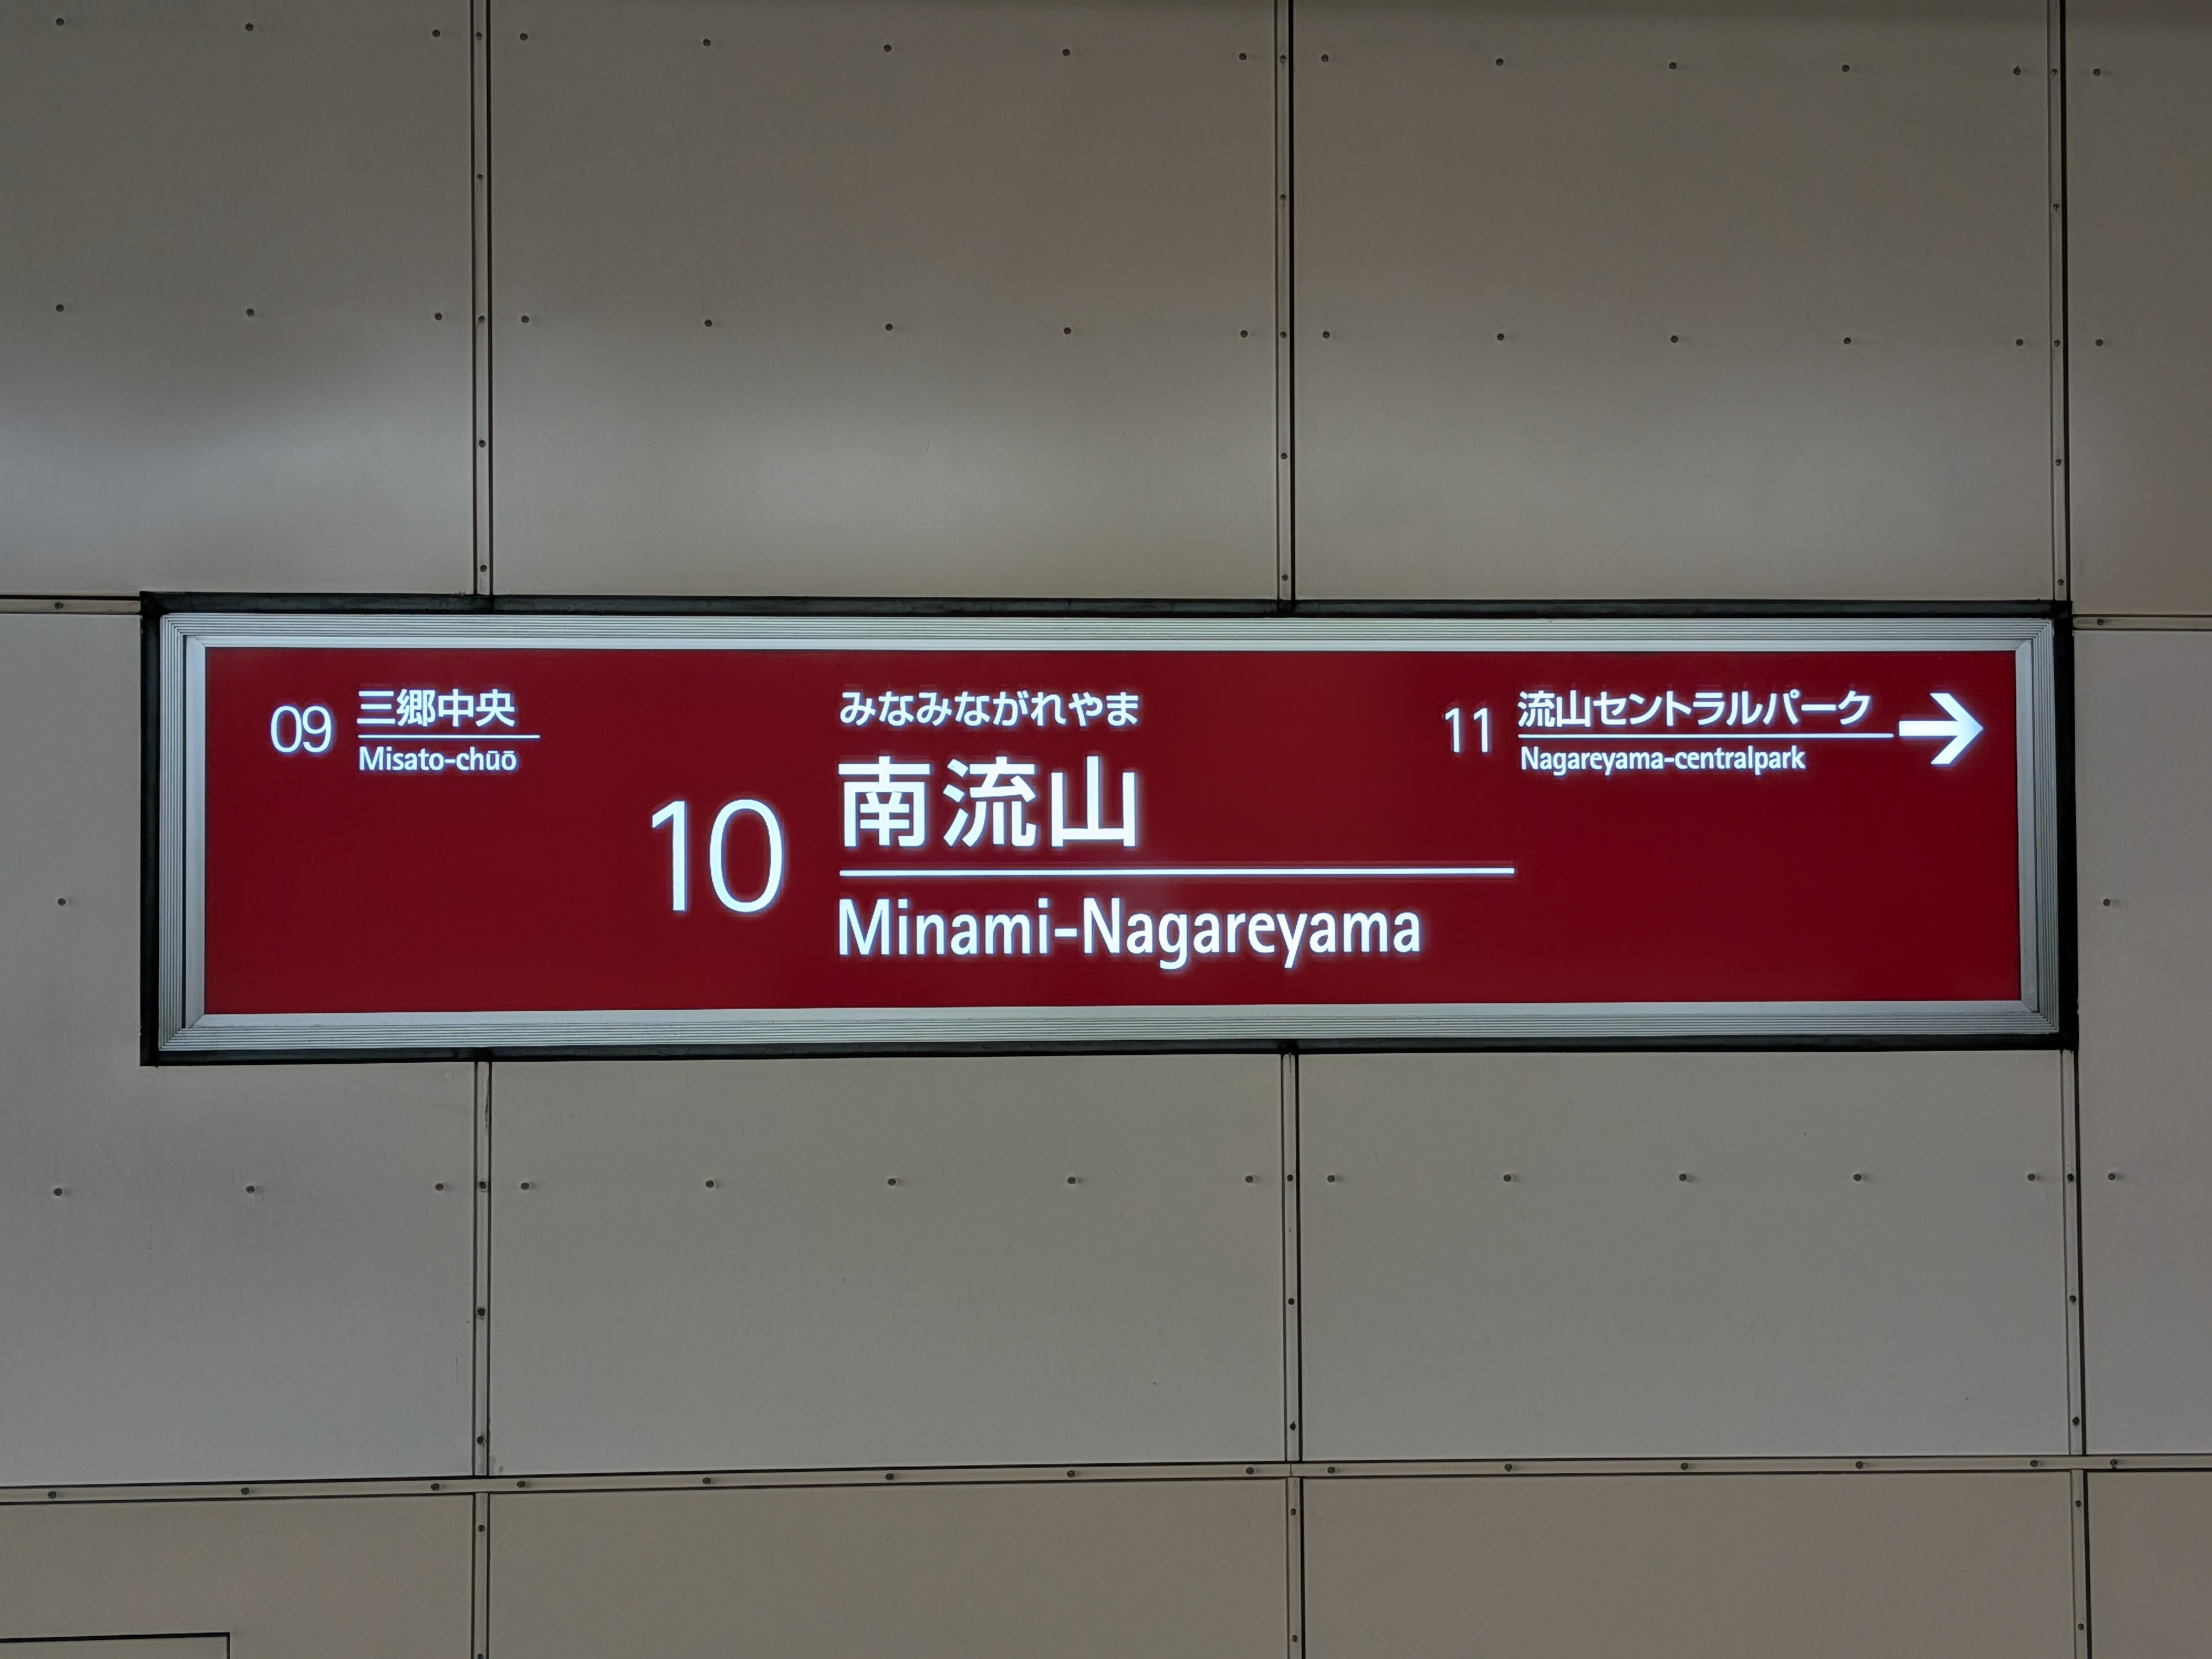 09 三郷中央
Misato-chūō
みなみながれやま
10 南流山
Minami-Nagareyama
11 流山セントラルパーク →
Nagareyama-centralpark